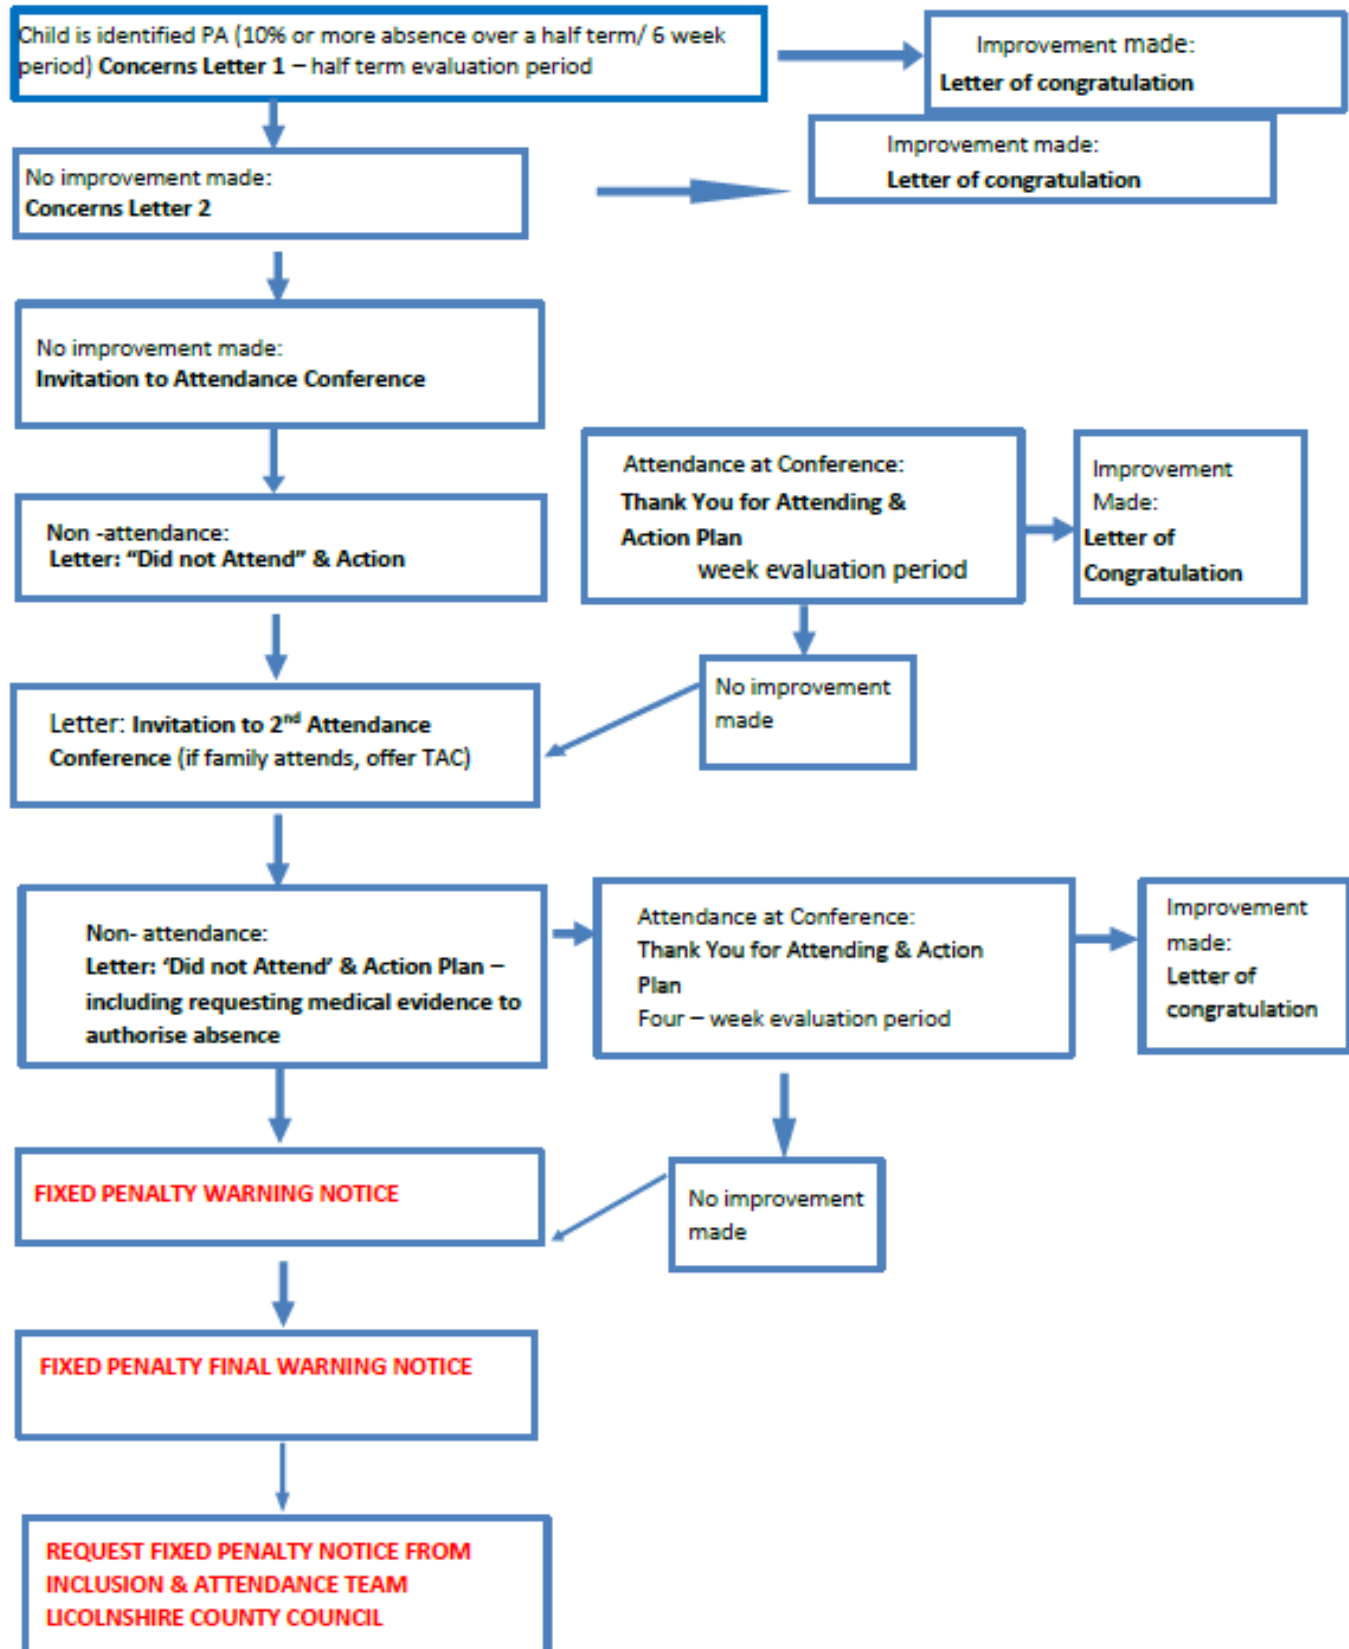 Child is identified PA (10% or more absence over a half term/ 6 week
period) Concerns Letter 1 – half term evaluation period
Improvement made:
Letter of congratulation
Improvement made:
Letter of congratulation
No improvement made:
Concerns Letter 2
No improvement made:
Invitation to Attendance Conference
Attendance at Conference:
Thank You for Attending &
Action Plan
week evaluation period
Improvement
Made:
Letter of
Congratulation
Non -attendance:
Letter: “Did not Attend” & Action
No improvement
made
Letter: Invitation to 2nd Attendance
Conference (if family attends, offer TAC)
Non- attendance:
Letter: ‘Did not Attend’ & Action Plan –
including requesting medical evidence to
authorise absence
Attendance at Conference:
Thank You for Attending & Action
Plan
Four – week evaluation period
Improvement
made:
Letter of
congratulation
FIXED PENALTY WARNING NOTICE
No improvement
made
FIXED PENALTY FINAL WARNING NOTICE
REQUEST FIXED PENALTY NOTICE FROM
INCLUSION & ATTENDANCE TEAM
LICOLNSHIRE COUNTY COUNCIL